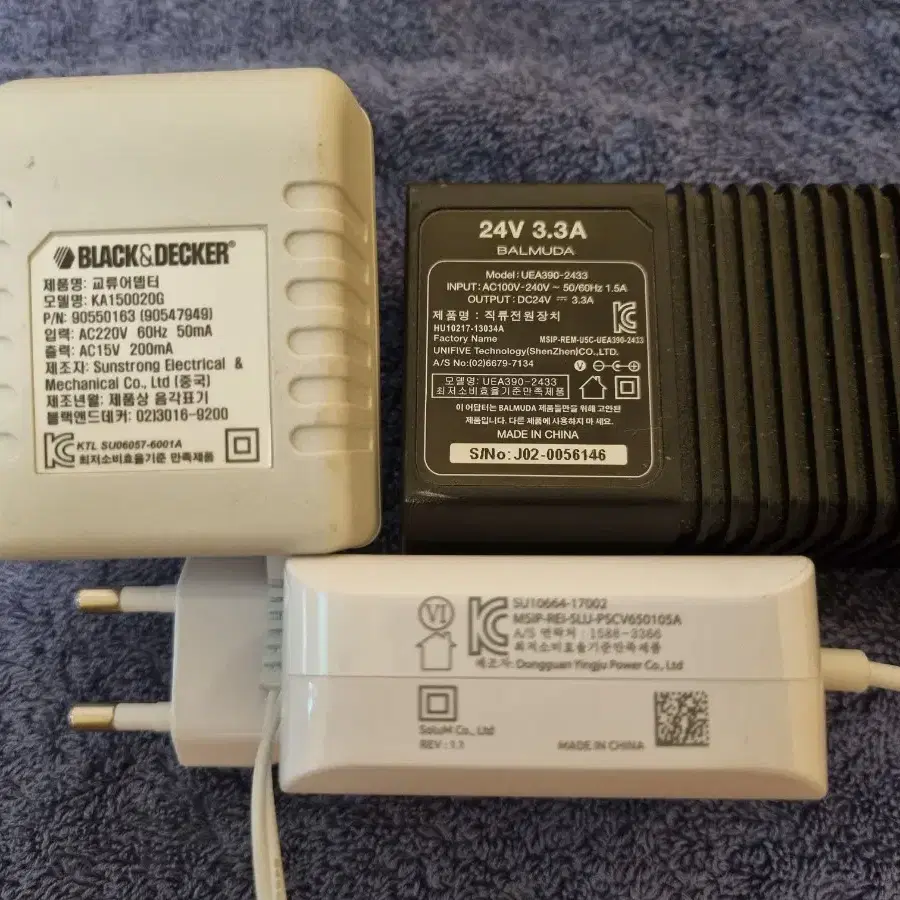 BLACK&DECKER®
제품명: 교류어뎁터
모델명: KA150020G
P/N: 90550163 (90547949)
입력: AC220V 60Hz 50mA
출력: AC15V 200mA
제조자: Sunstrong Electrical &
Mechanical Co., Ltd (중국)
제조년월: 제품상 음각표기
블랙앤드데커: 02)3016-9200
KTL SU06057-6001A
최저소비효율기준 만족제품
24V 3.3A
BALMUDA
Model: UEA390-2433
INPUT: AC100V-240V ~ 50/60Hz 1.5A
OUTPUT: DC24V ⎓ 3.3A
제품명 : 직류전원장치
HU10217-13034A
Factory Name
MSIP-REM-U5C-UEA390-2433
UNIFIVE Technology(ShenZhen)CO.,LTD.
A/S No:(02)6679-7134
V
모델명: UEA390-2433
최저소비효율기준만족제품
이 어답터는 BALMUDA 제품들만을 위해 고안된
제품입니다. 다른 제품에 사용하지 마 세요.
MADE IN CHINA
S/No: J02-0056146
VI
SU10664-17002
MSIP-REI-SLU-PSCV650105A
A/S 연락처 : 1588-3366
최저소비효율기준만족제품
제조자: Dongguan Yingju Power Co., Ltd
SoluM Co., Ltd
REV : 1.1
MADE IN CHINA